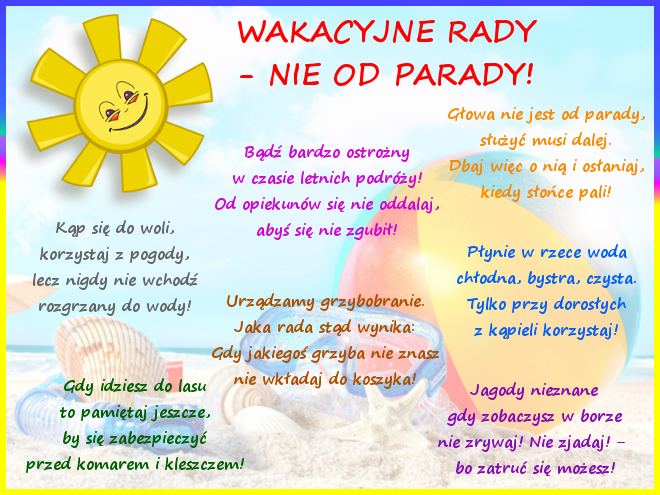 WAKACYJNE RADY
- NIE OD PARADY!
Głowa nie jest od parady,
służyć musi dalej.
Dbaj więc o nią i osłaniaj,
kiedy słońce pali!
Bądź bardzo ostrożny
w czasie letnich podróży!
Od opiekunów się nie oddalaj,
abyś się nie zgubił!
Kąp się do woli,
korzystaj z pogody,
lecz nigdy nie wchodź
rozgrzany do wody!
Płynie w rzece woda
chłodna, bystra, czysta.
Tylko przy dorosłych
z kąpieli korzystaj!
Urządzamy grzybobranie.
Jaka rada stąd wynika:
Gdy jakiegoś grzyba nie znasz
nie wkładaj do koszyka!
Gdy idziesz do lasu
to pamiętaj jeszcze,
by się zabezpieczyć
przed komarem i kleszczem!
Jagody nieznane
gdy zobaczysz w borze
nie zrywaj! Nie zjadaj! –
bo zatruć się możesz!